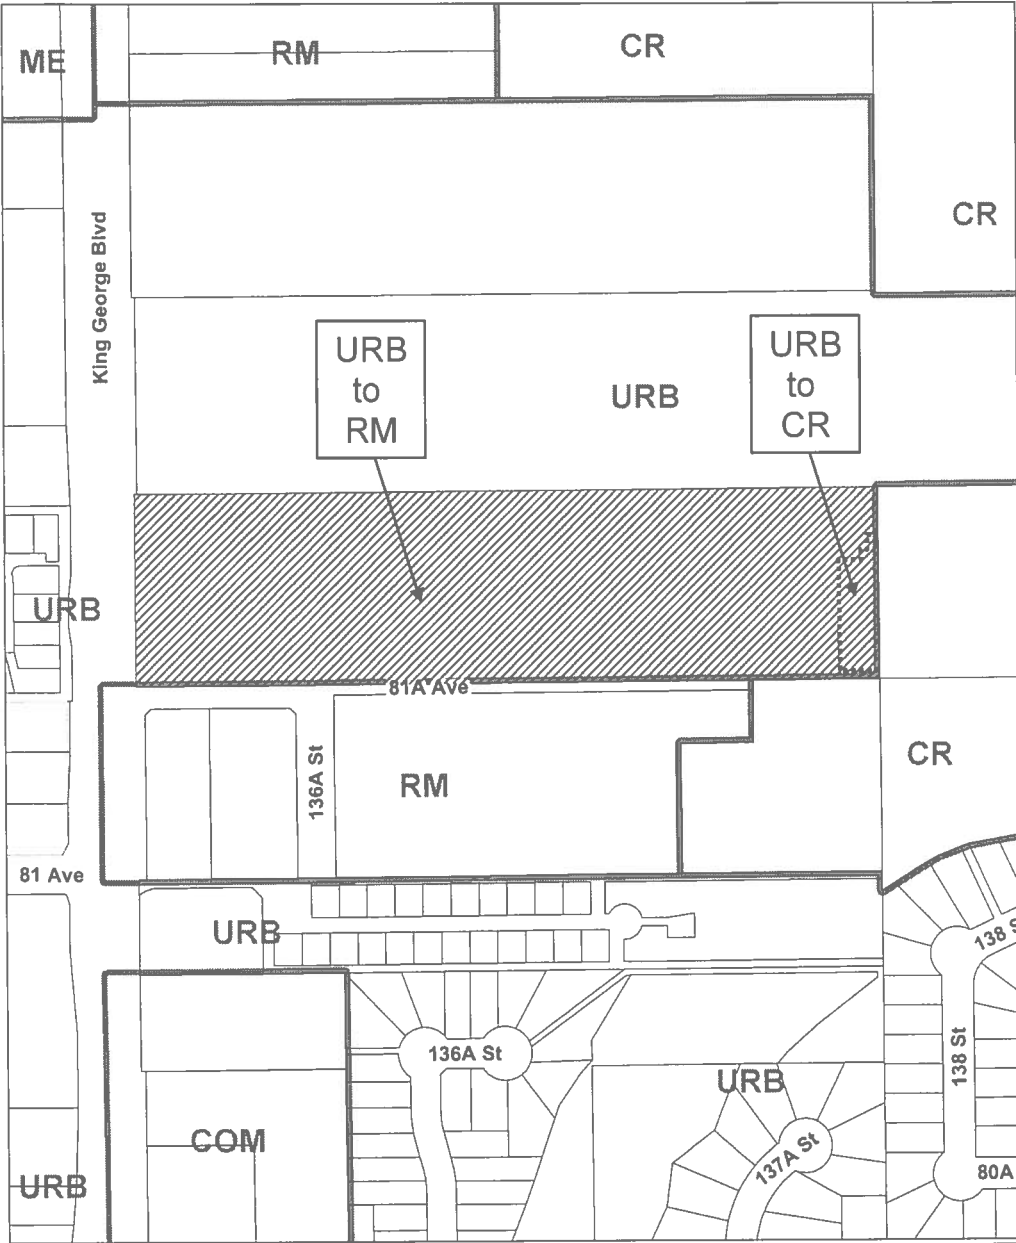 ME
RM
CR
CR
King George Blvd
URB
to
RM
URB
to
CR
URB
URB
81A Ave
136A St
RM
CR
81 Ave
URB
138 S
136A St
138 St
URB
COM
137A St
80A
URB